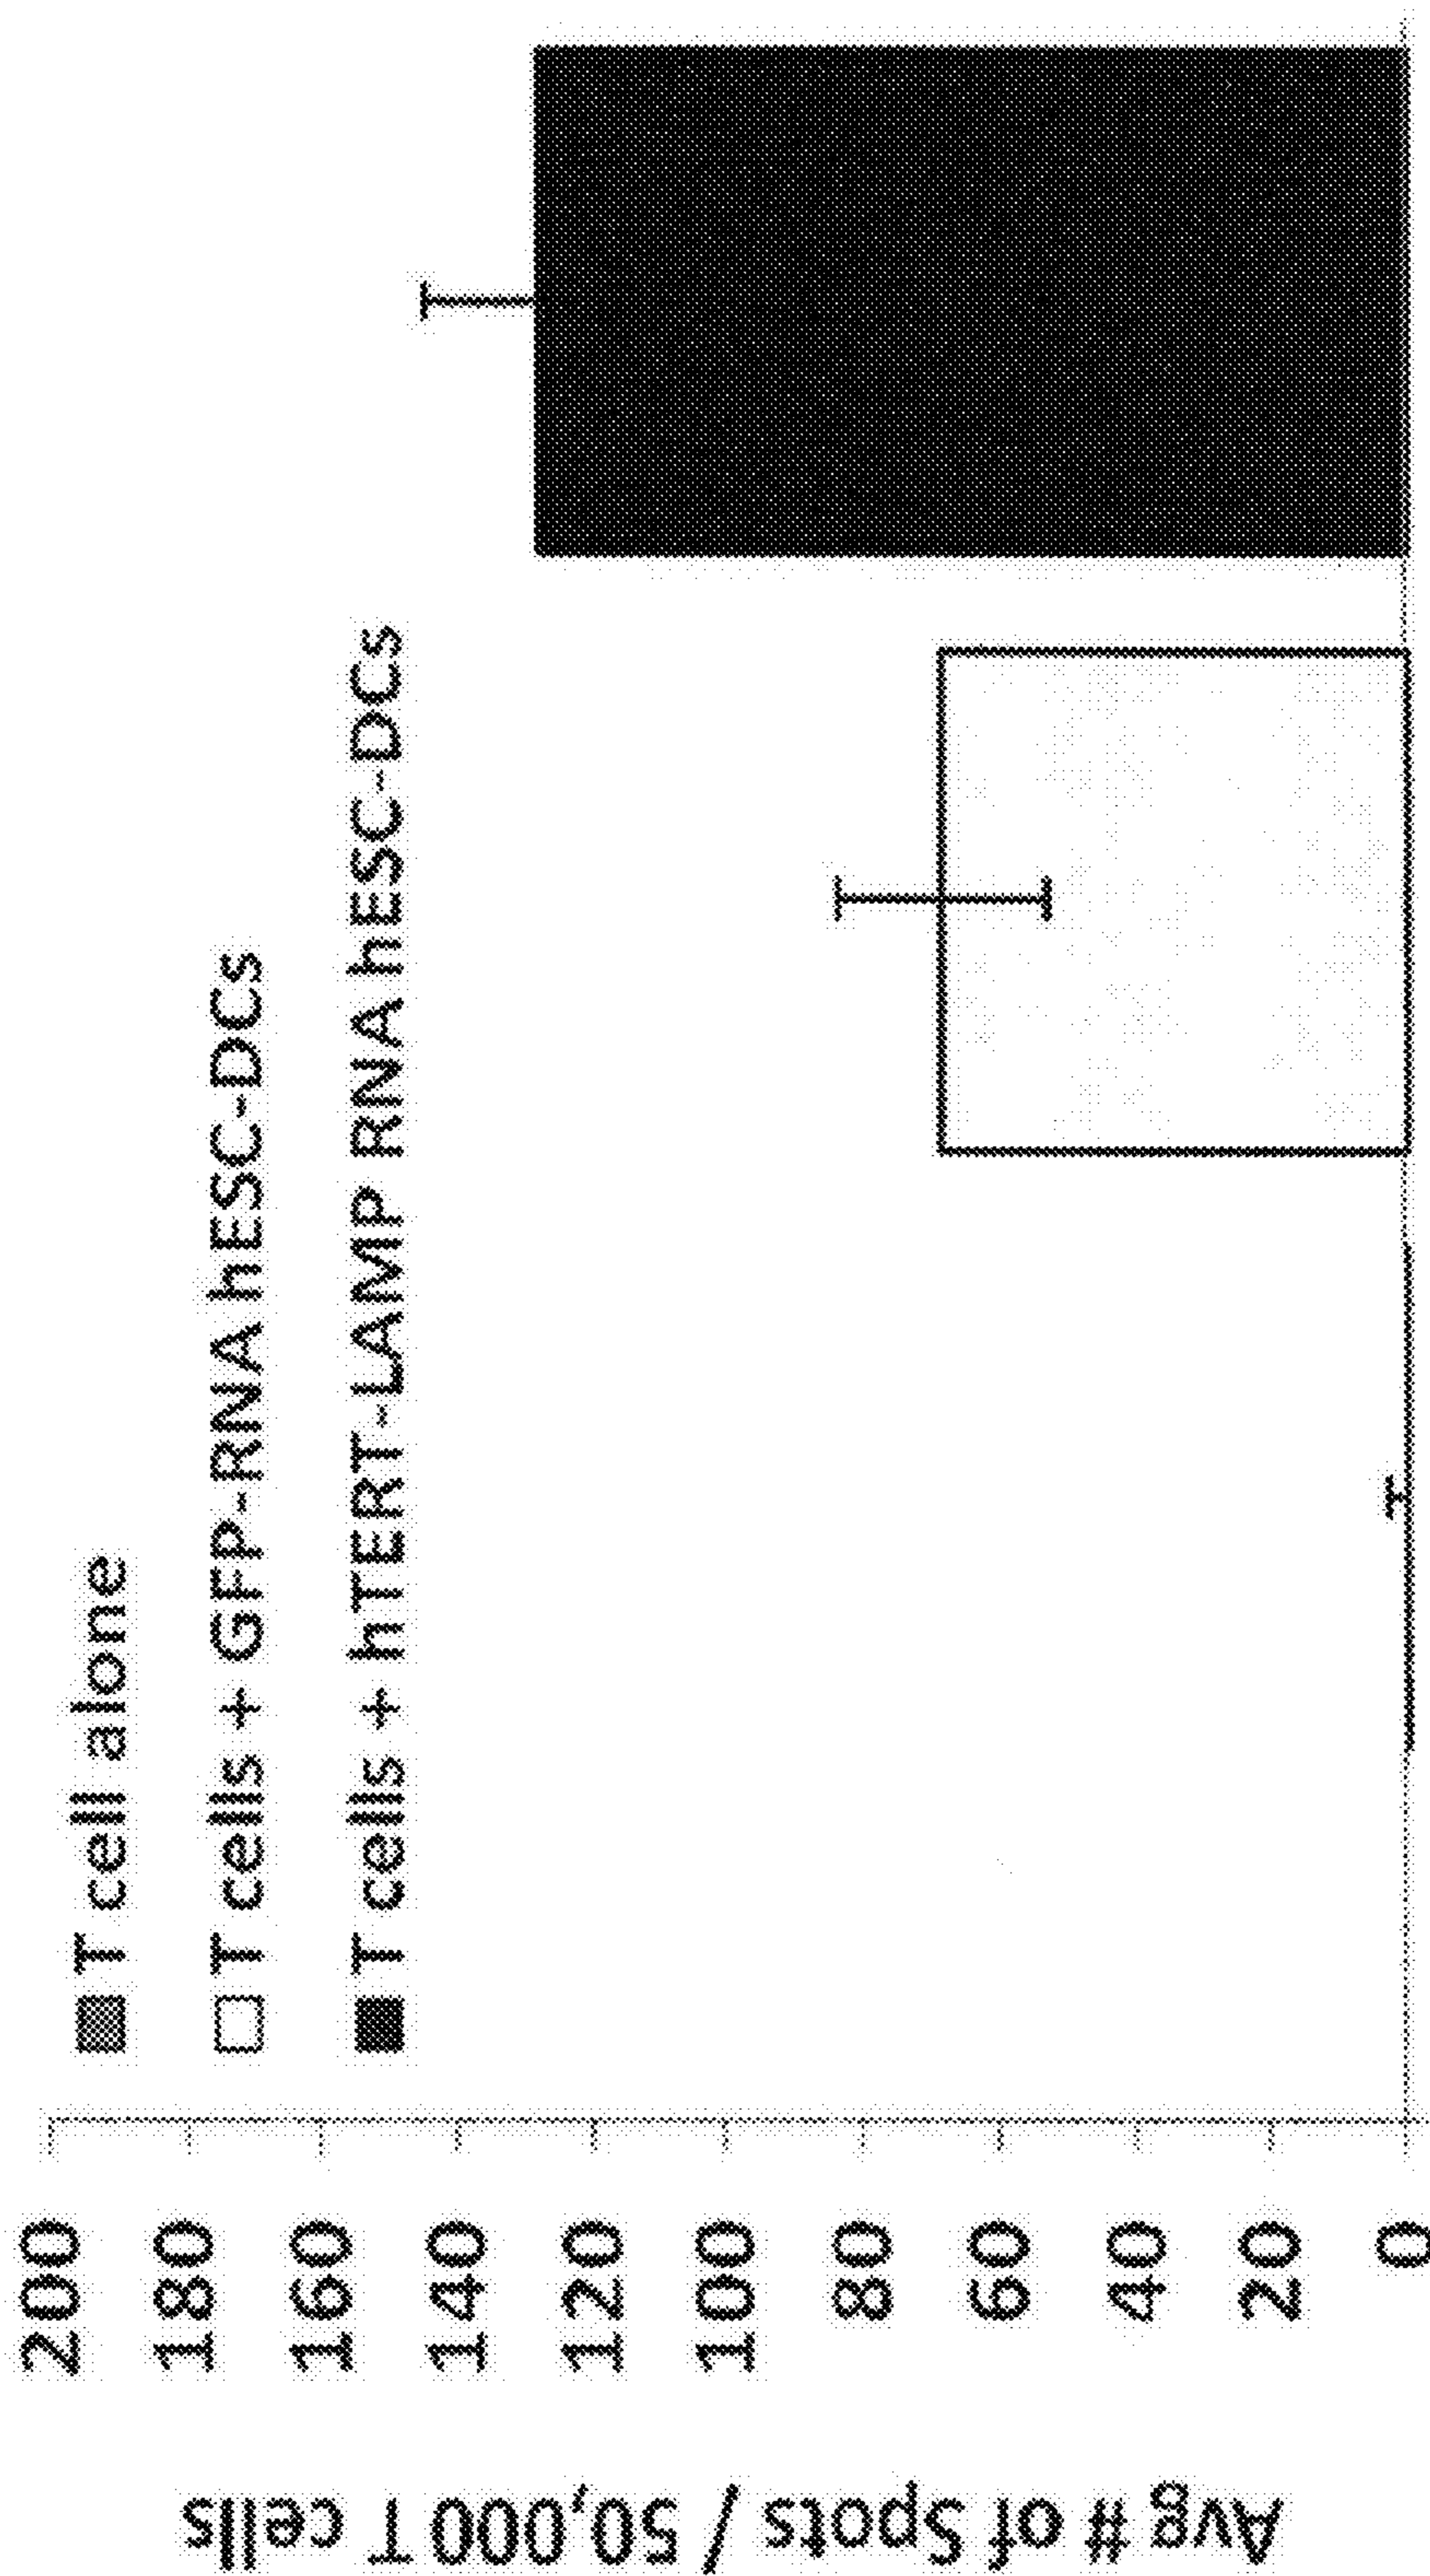 T cell alone
T cells + GFP-RNA hESC-DCs
T cells + hTERT-LAMP RNA hESC-DCs
200
180
160
140
120
100
80
60
40
20
0
Avg # of Spots / 50,000 T cells